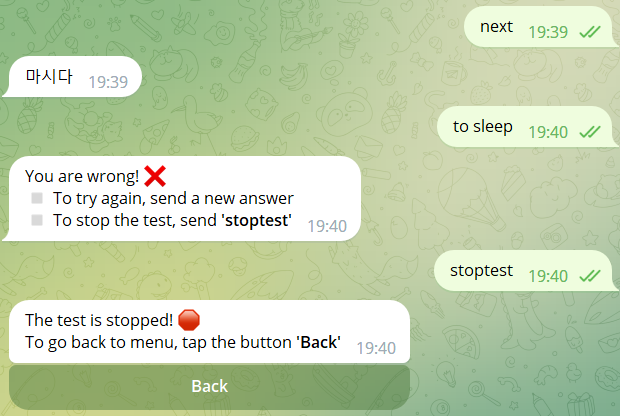 next 19:39
마시다 19:39
to sleep 19:40
You are wrong! ❌
To try again, send a new answer
To stop the test, send 'stoptest' 19:40
stoptest 19:40
The test is stopped! 🛑
To go back to menu, tap the button 'Back' 19:40
Back